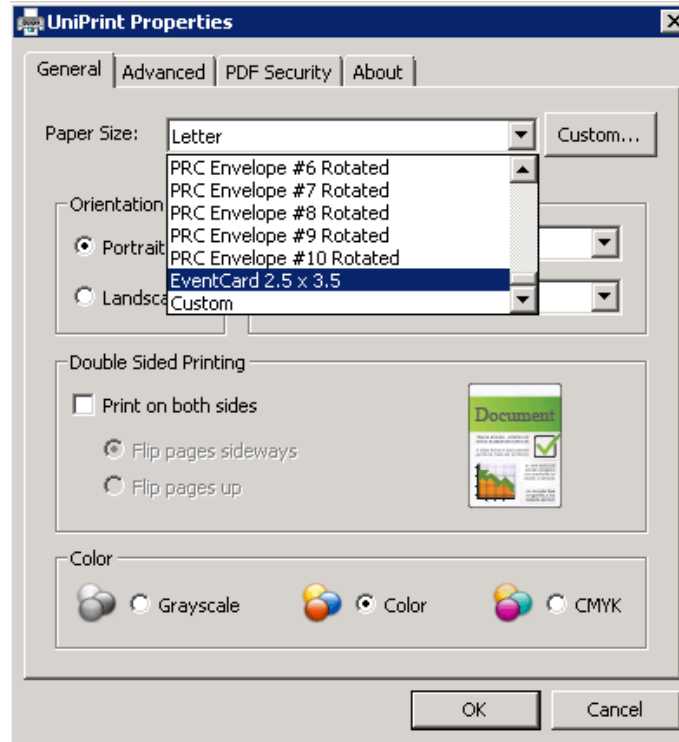 UniPrint Properties
General Advanced PDF Security About
Paper Size: Letter Custom...
PRC Envelope #6 Rotated
PRC Envelope #7 Rotated
PRC Envelope #8 Rotated
PRC Envelope #9 Rotated
PRC Envelope #10 Rotated
EventCard 2.5 x 3.5
Custom
Orientation
Portrait
Landsca
Double Sided Printing
Print on both sides
Flip pages sideways
Flip pages up
Document
Color
Grayscale Color CMYK
OK Cancel